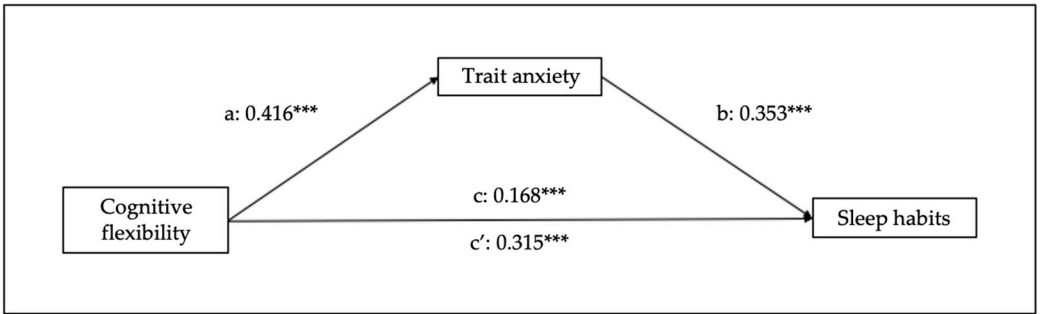 Trait anxiety
a: 0.416***
b: 0.353***
c: 0.168***
Cognitive
flexibility
Sleep habits
c′: 0.315***